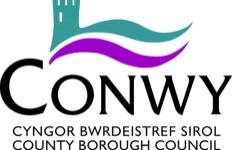 CONWY
CYNGOR BWRDEISTREF SIROL
COUNTY BOROUGH COUNCIL